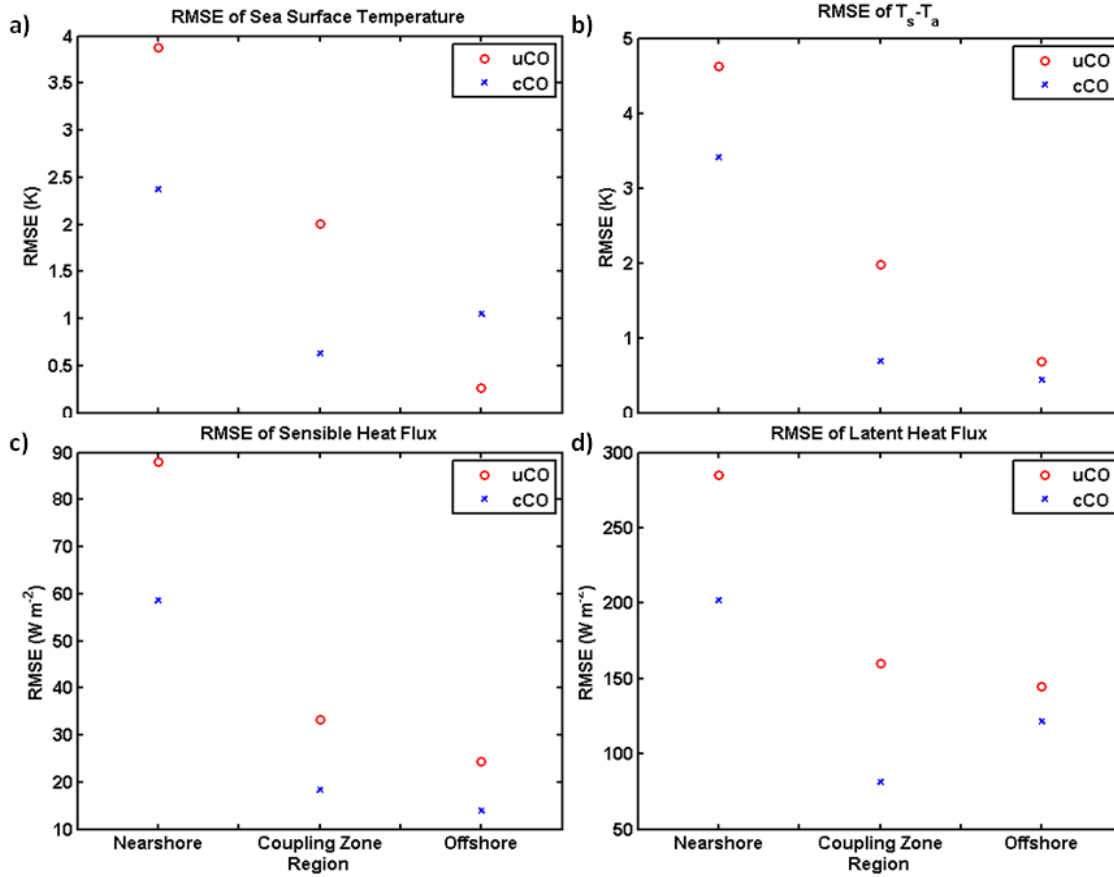 a)
RMSE of Sea Surface Temperature
4
3.5
3
2.5
2
1.5
1
0.5
0
RMSE (K)
uCO
cCO
b)
RMSE of Ts-Ta
5
4
3
2
1
0
RMSE (K)
uCO
cCO
c)
RMSE of Sensible Heat Flux
90
80
70
60
50
40
30
20
10
RMSE (W m-2)
uCO
cCO
Nearshore Coupling Zone Offshore
Region
d)
RMSE of Latent Heat Flux
300
250
200
150
100
50
RMSE (W m-2)
uCO
cCO
Nearshore Coupling Zone Offshore
Region